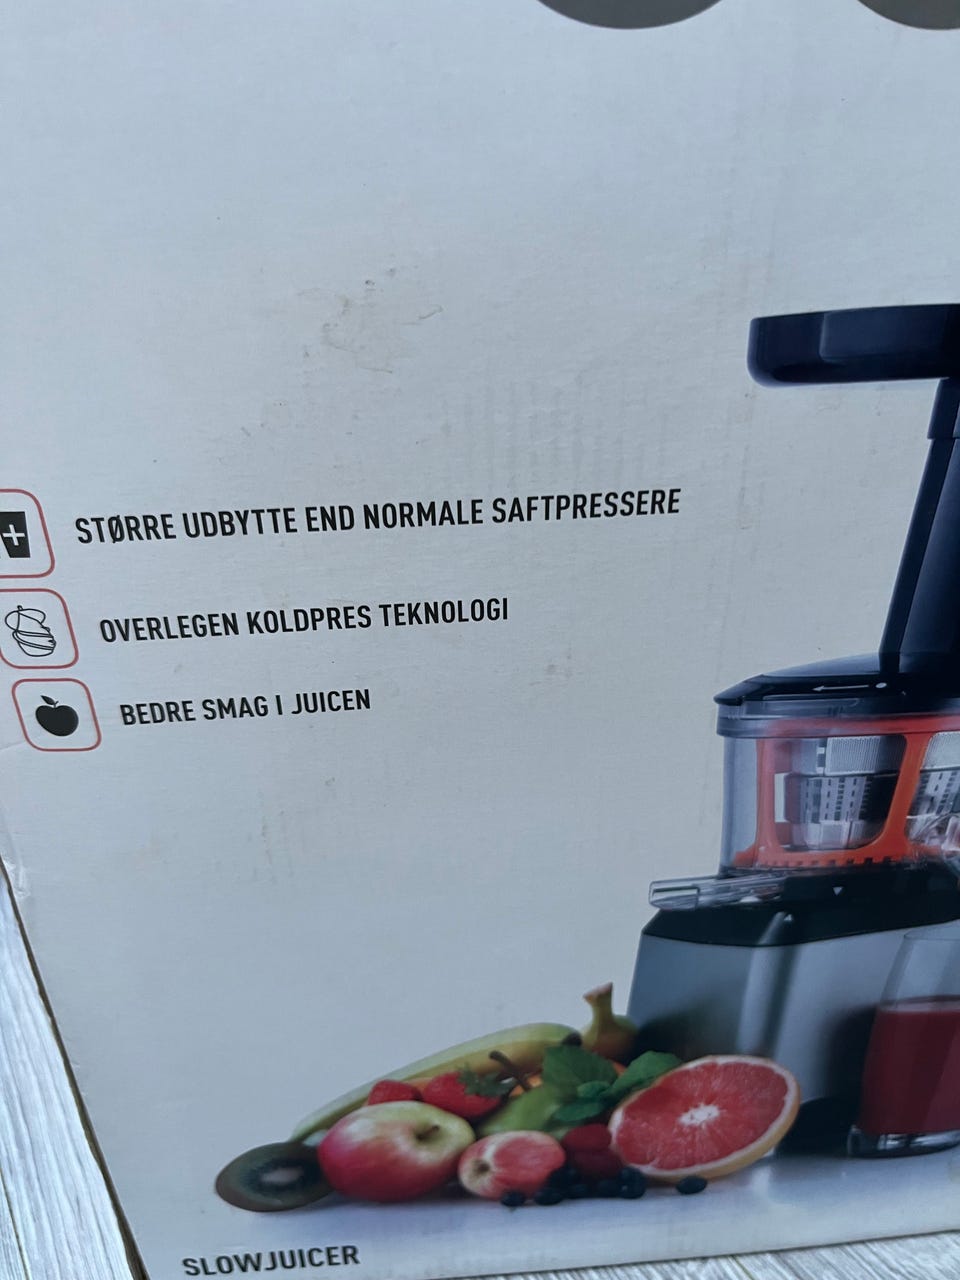 STØRRE UDBYTTE END NORMALE SAFTPRESSERE
OVERLEGEN KOLDPRES TEKNOLOGI
BEDRE SMAG I JUICEN
SLOWJUICER